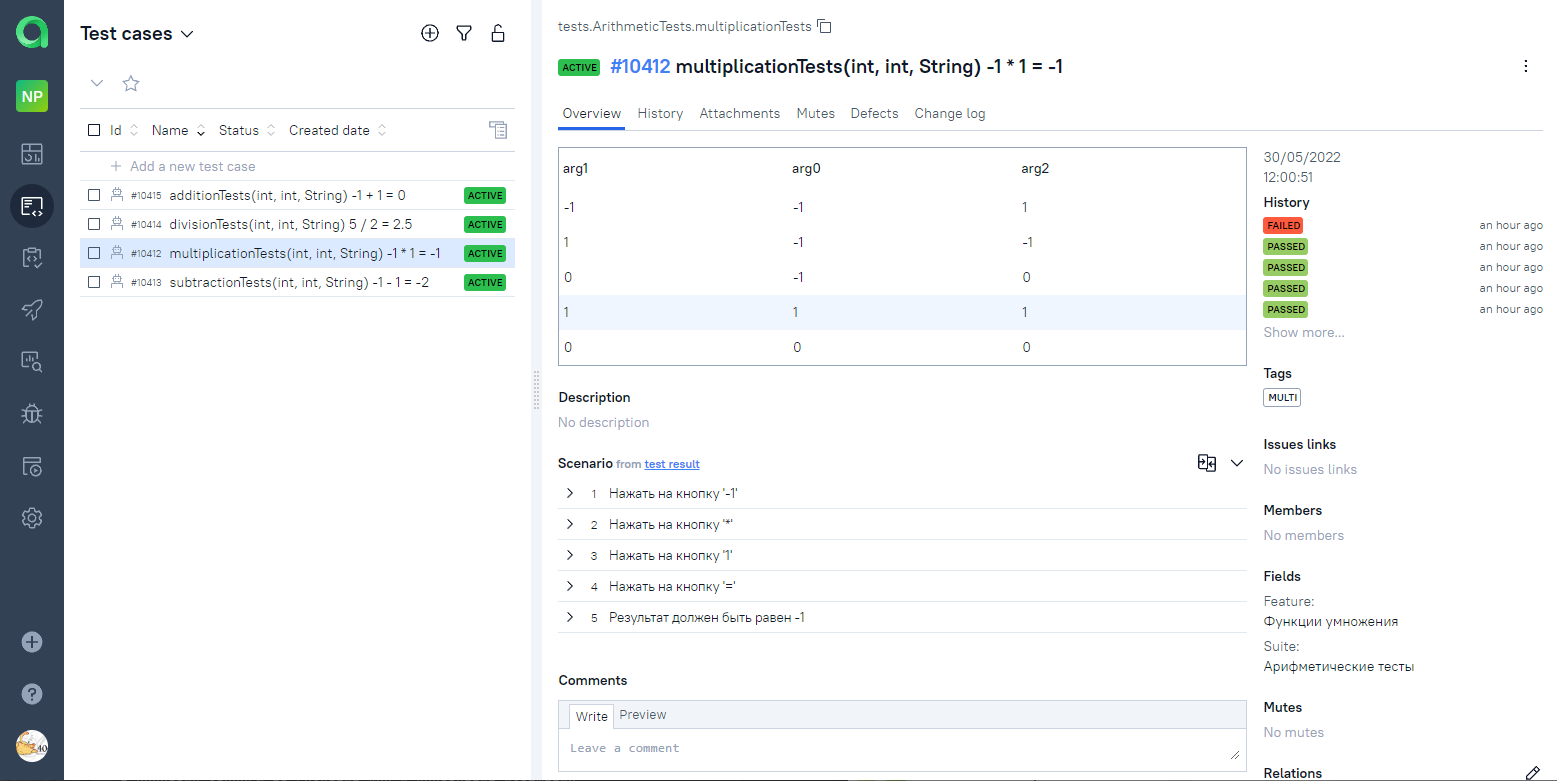 NP
Test cases
Id Name Status Created date
Add a new test case
#10415 additionTests(int, int, String) -1 + 1 = 0 ACTIVE
#10414 divisionTests(int, int, String) 5 / 2 = 2.5 ACTIVE
#10412 multiplicationTests(int, int, String) -1 * 1 = -1 ACTIVE
#10413 subtractionTests(int, int, String) -1 - 1 = -2 ACTIVE
tests.ArithmeticTests.multiplicationTests
ACTIVE #10412 multiplicationTests(int, int, String) -1 * 1 = -1
Overview History Attachments Mutes Defects Change log
arg1 arg0 arg2
-1 -1 1
1 -1 -1
0 -1 0
1 1 1
0 0 0
Description
No description
Scenario from test result
1 Нажать на кнопку '-1'
2 Нажать на кнопку '*'
3 Нажать на кнопку '1'
4 Нажать на кнопку '='
5 Результат должен быть равен -1
Comments
Write Preview
Leave a comment
30/05/2022
12:00:51
History
FAILED an hour ago
PASSED an hour ago
PASSED an hour ago
PASSED an hour ago
PASSED an hour ago
Show more...
Tags
MULTI
Issues links
No issues links
Members
No members
Fields
Feature:
Функции умножения
Suite:
Арифметические тесты
Mutes
No mutes
Relations